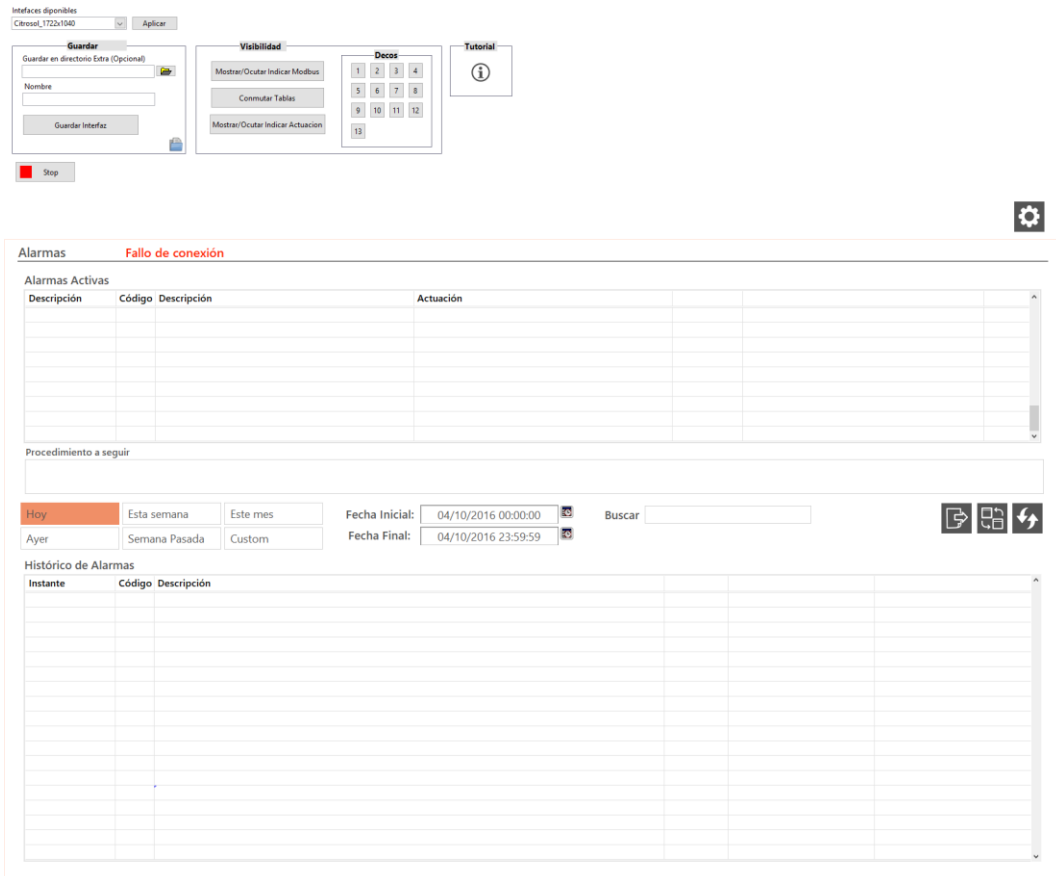 Intefaces diponibles
Citrosol_1722x1040
Aplicar
Guardar
Guardar en directorio Extra (Opcional)
Nombre
Guardar Interfaz
Visibilidad
Mostrar/Ocutar Indicar Modbus
Conmutar Tablas
Mostrar/Ocutar Indicar Actuacion
Decos
1 2 3 4
5 6 7 8
9 10 11 12
13
Tutorial
Stop
Alarmas Fallo de conexión
Alarmas Activas
Descripción Código Descripción Actuación
Procedimiento a seguir
Hoy Esta semana Este mes
Ayer Semana Pasada Custom
Fecha Inicial: 04/10/2016 00:00:00
Fecha Final: 04/10/2016 23:59:59
Buscar
Histórico de Alarmas
Instante Código Descripción